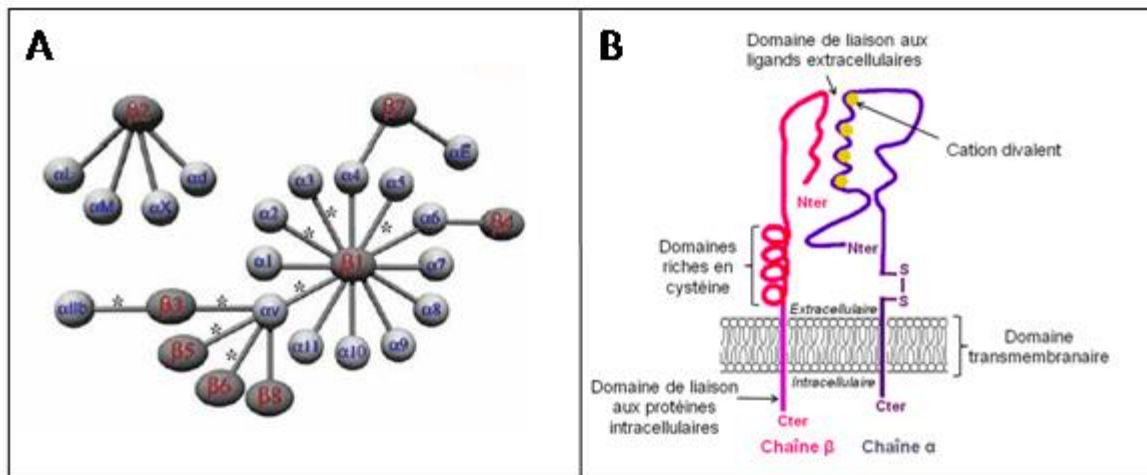 A
β2
αL
αM
αX
αd
β7
α4
αE
α3
α5
α2
α6
β4
α1
β1
α7
αIIb
β3
αv
α8
β5
α11
α10
α9
β6
β8
*
*
*
*
*
*
*
*
B
Domaine de liaison aux
ligands extracellulaires
Cation divalent
Nter
Nter
Domaines
riches en
cystéine
S
S
Extracellulaire
Domaine
transmembranaire
Intracellulaire
Domaine de liaison
aux protéines
intracellulaires
Cter
Cter
Chaîne β
Chaîne α